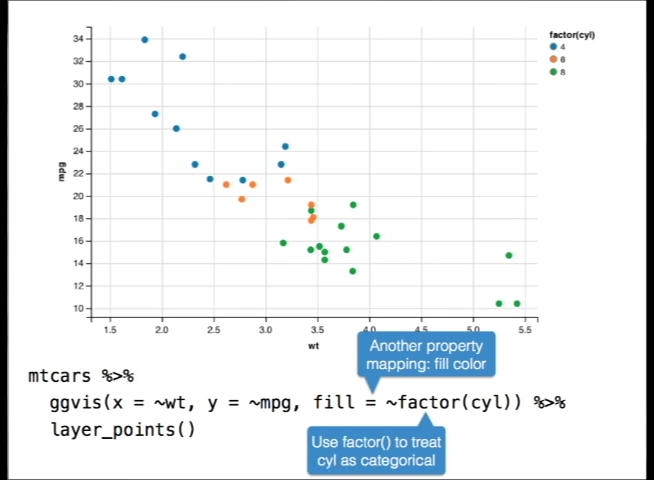 factor(cyl)
4
6
8
34
32
30
28
26
24
22
20
18
16
14
12
10
mpg
1.5 2.0 2.5 3.0 3.5 4.0 4.5 5.0 5.5
wt
Another property
mapping: fill color
mtcars %>%
ggvis(x = ~wt, y = ~mpg, fill = ~factor(cyl)) %>%
layer_points()
Use factor() to treat
cyl as categorical